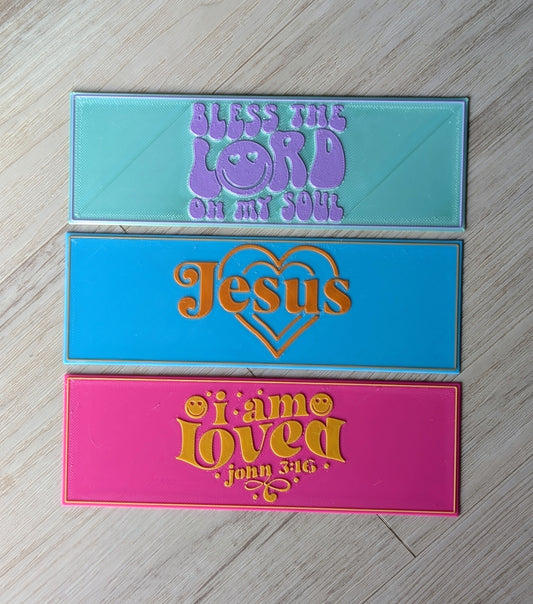 BLESS THE
LORD
OH MY SOUL
Jesus
i am
loved
john 3:16